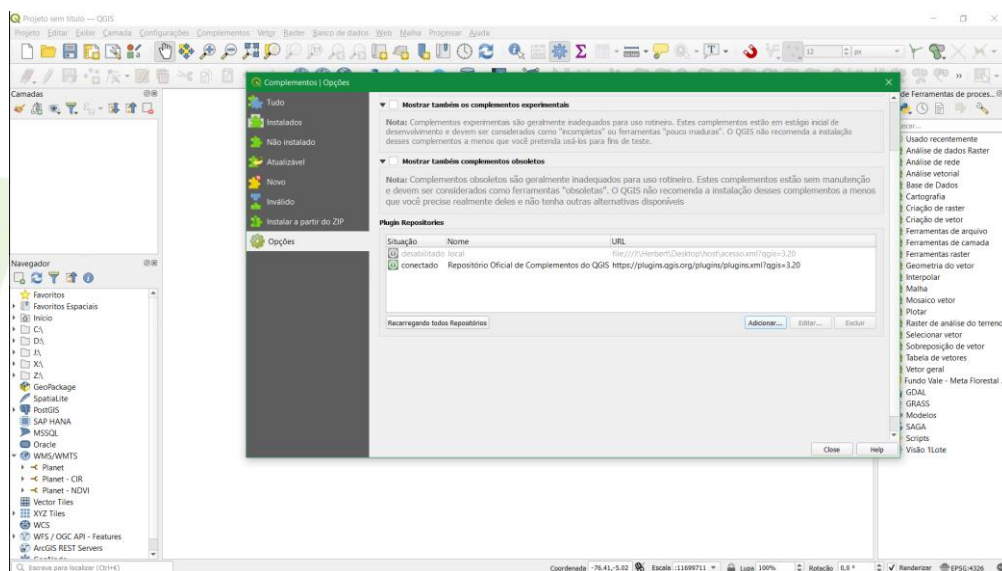 Projeto sem título — QGIS
Projeto Editar Exibir Camada Configurações Complementos Vetor Raster Banco de dados Web Malha Processar Ajuda
12 px
Camadas
Complementos | Opções
Tudo
Instalados
Não instalado
Atualizável
Novo
Inválido
Instalar a partir do ZIP
Opções
Mostrar também os complementos experimentais
Nota: Complementos experimentais são geralmente inadequados para uso rotineiro. Estes complementos estão em estágio inicial de
desenvolvimento e devem ser considerados como "incompletos" ou ferramentas "pouco maduras". O QGIS não recomenda a instalação
desses complementos a menos que você pretenda usá-los para fins de teste.
Mostrar também complementos obsoletos
Nota: Complementos obsoletos são geralmente inadequados para uso rotineiro. Estes complementos estão sem manutenção
e devem ser considerados como ferramentas "obsoletas". O QGIS não recomenda a instalação desses complementos a menos
que você precise realmente deles e não tenha outras alternativas disponíveis
Plugin Repositories
Situação Nome URL
desabilitado local
conectado Repositório Oficial de Complementos do QGIS https://plugins.qgis.org/plugins/plugins.xml?qgis=3.20
Recarregando todos Repositórios Adicionar... Editar... Excluir
Close Help
Navegador
Favoritos
Favoritos Espaciais
Início
C:\
D:\
J:\
X:\
Z:\
GeoPackage
SpatiaLite
PostGIS
SAP HANA
MSSQL
Oracle
WMS/WMTS
Planet
Planet - CIR
Planet - NDVI
Vector Tiles
XYZ Tiles
WCS
WFS / OGC API - Features
ArcGIS REST Servers
de Ferramentas de proces...
Usado recentemente
Análise de dados Raster
Análise de rede
Análise vetorial
Base de Dados
Cartografia
Criação de raster
Criação de vetor
Ferramentas de arquivo
Ferramentas de camada
Ferramentas raster
Geometria do vetor
Interpolar
Malha
Mosaico vetor
Plotar
Raster de análise do terreno
Selecionar vetor
Sobreposição de vetor
Tabela de vetores
Vetor geral
Fundo Vale - Meta Florestal
GDAL
GRASS
Modelos
SAGA
Scripts
Visão 1Lote
Escreva para localizar (Ctrl+K) Coordenada -76.41,-5.02 Escala :11699711 Lupa 100% Rotação 0,0 ° Renderizar EPSG:4326